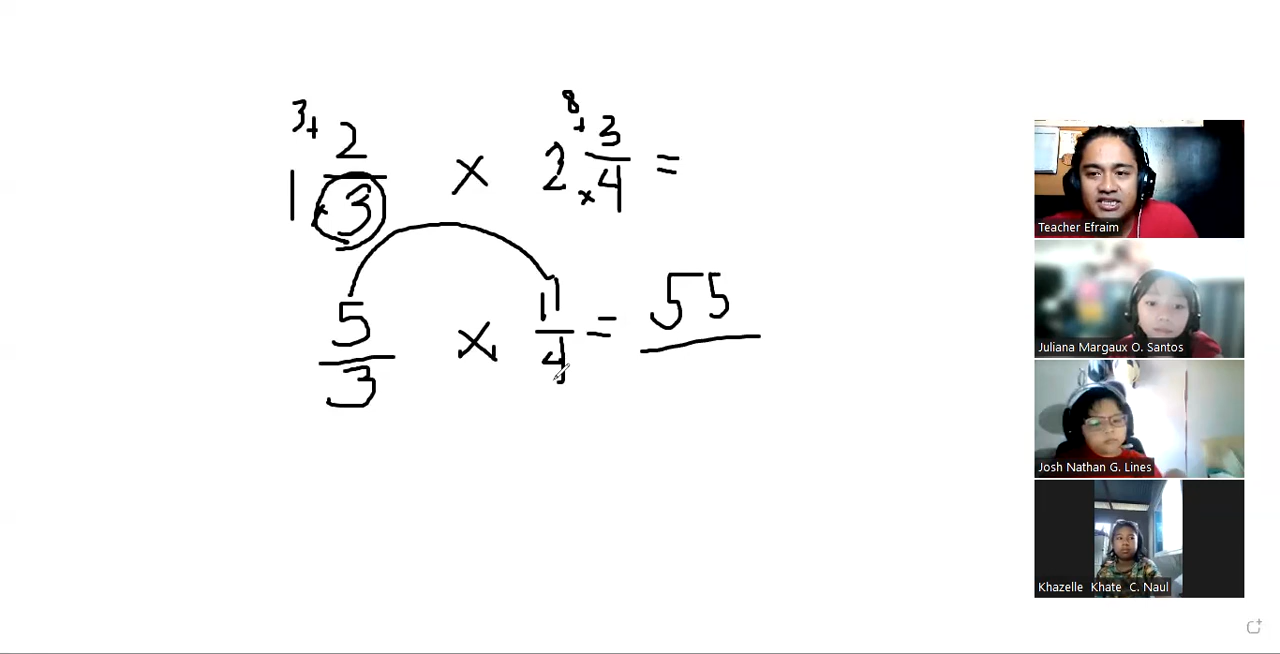 3+ 2 8 + 3
1 × 3 × 2 × 4 =
5 × 11 = 55
3 4
Teacher Efraim
Juliana Margaux O. Santos
Josh Nathan G. Lines
Khazelle Khate C. Naul